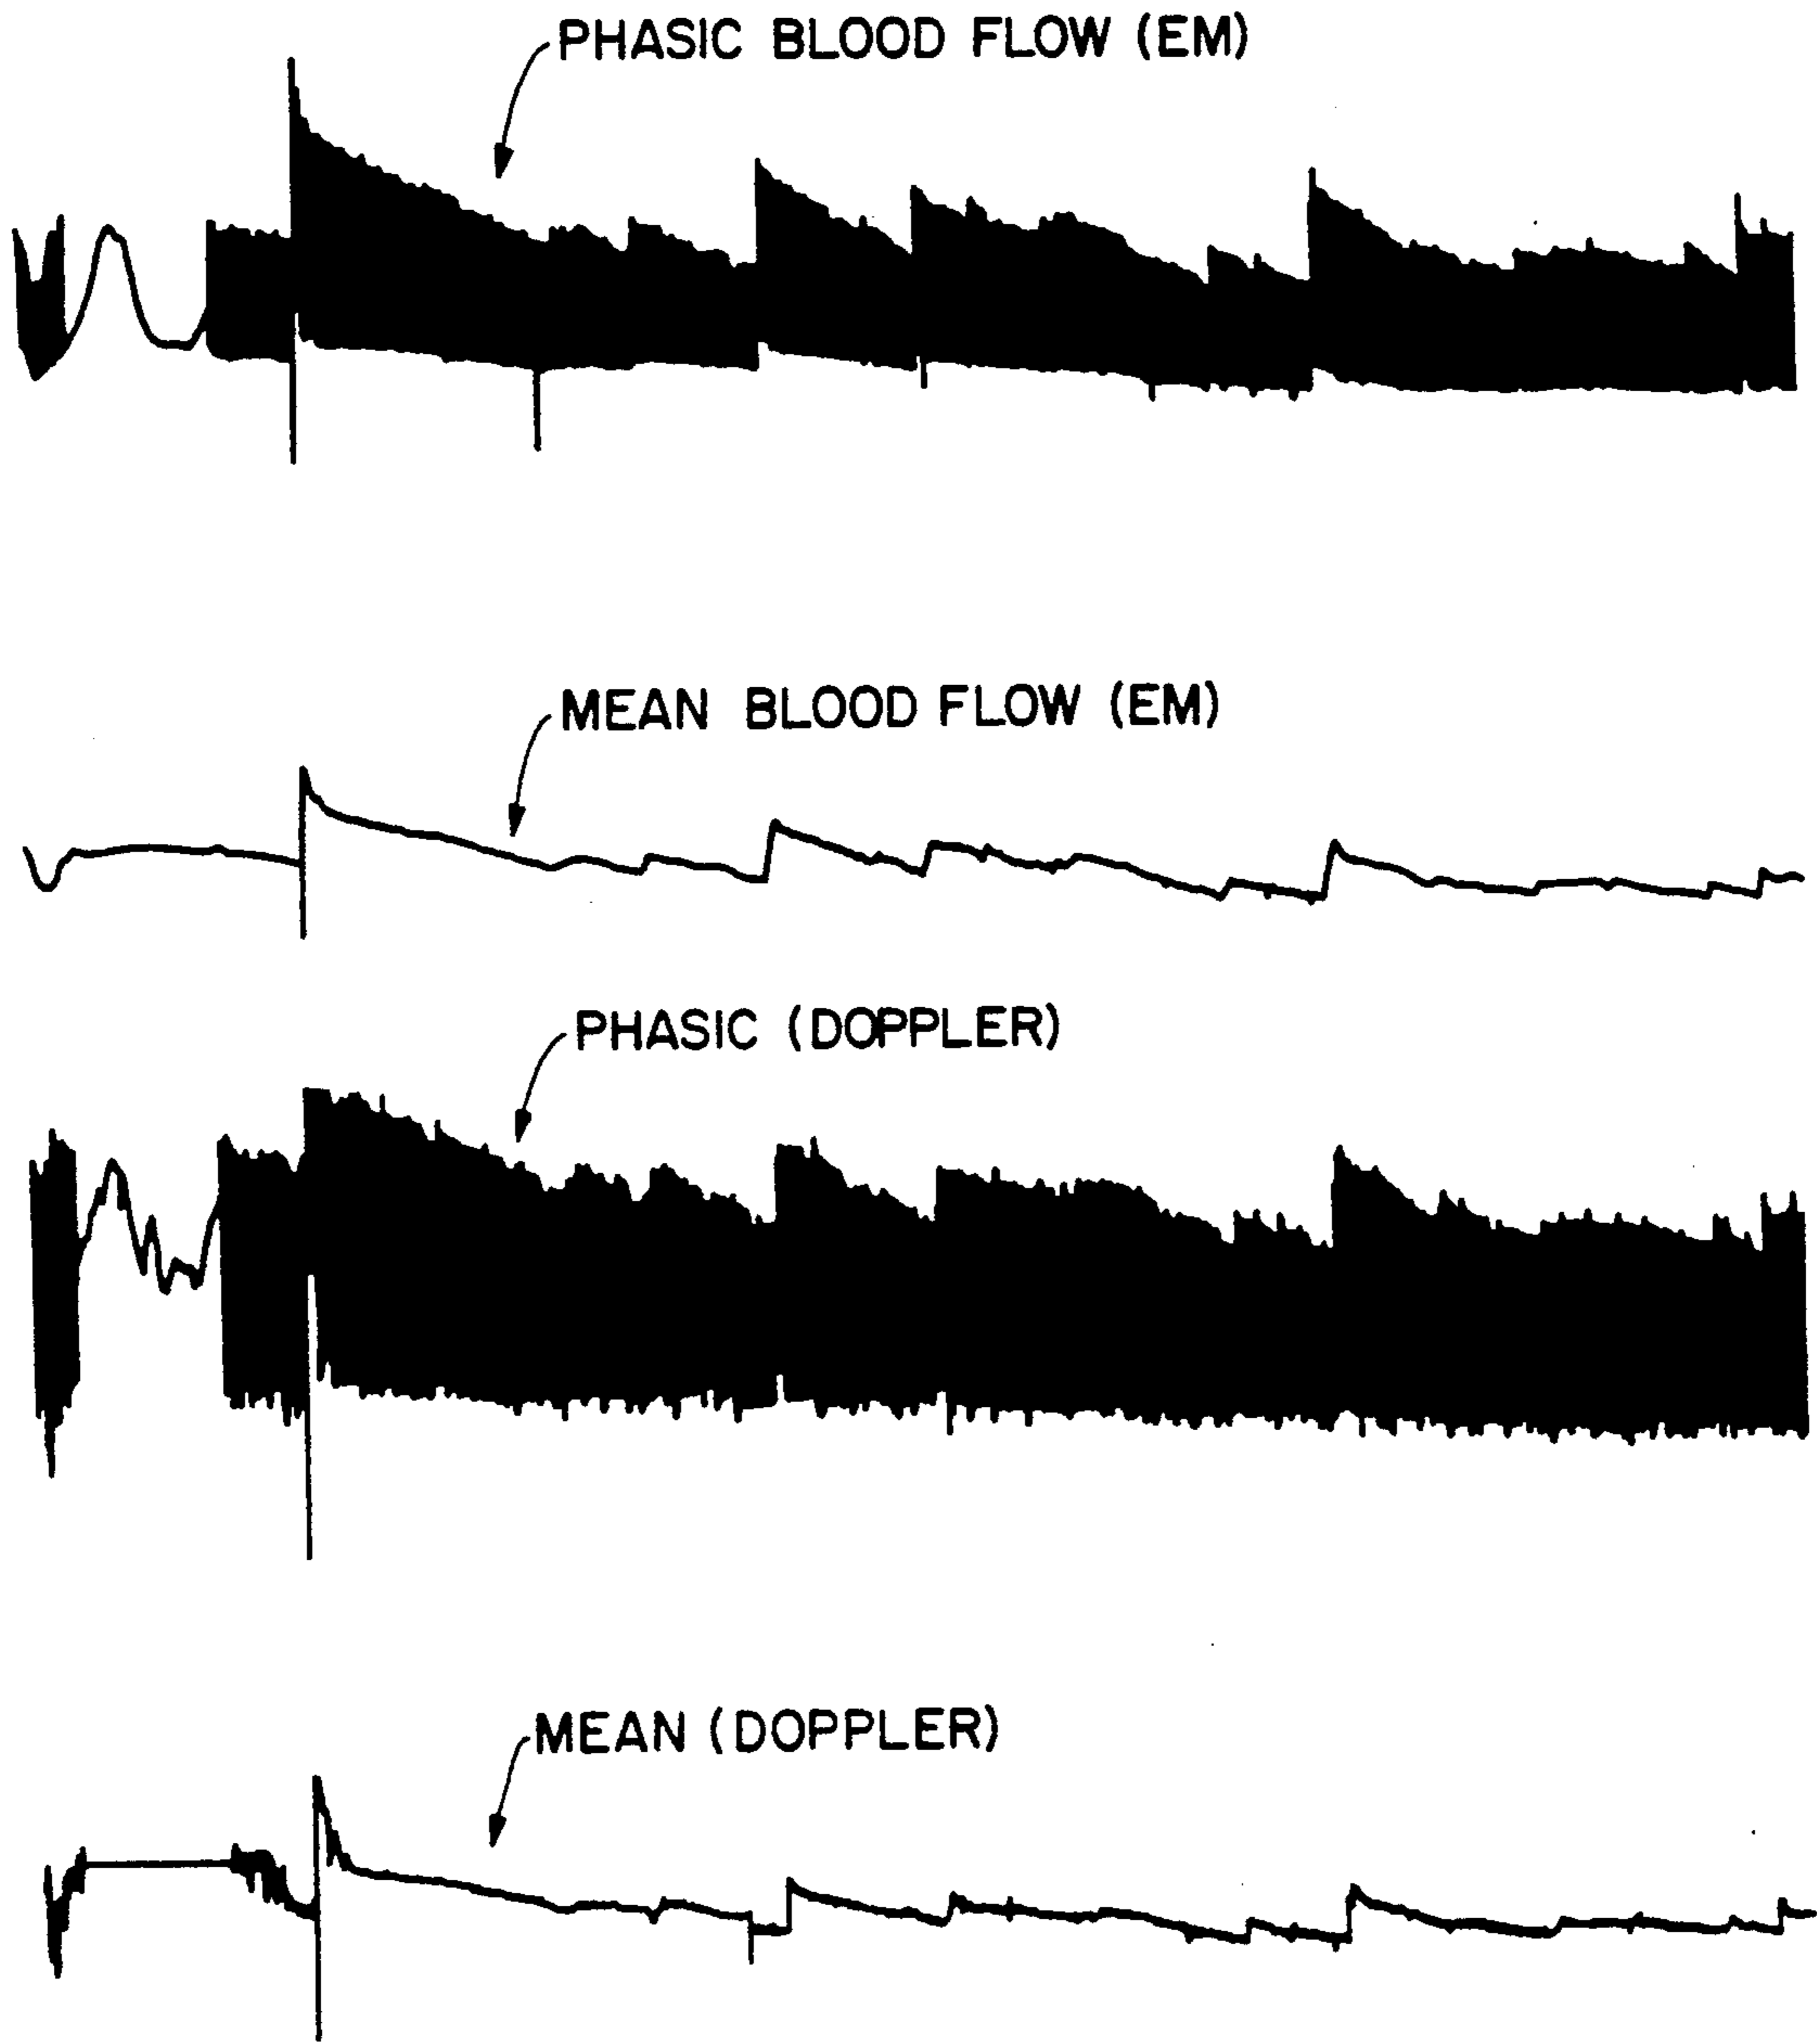 PHASIC BLOOD FLOW (EM)
MEAN BLOOD FLOW (EM)
PHASIC (DOPPLER)
MEAN (DOPPLER)